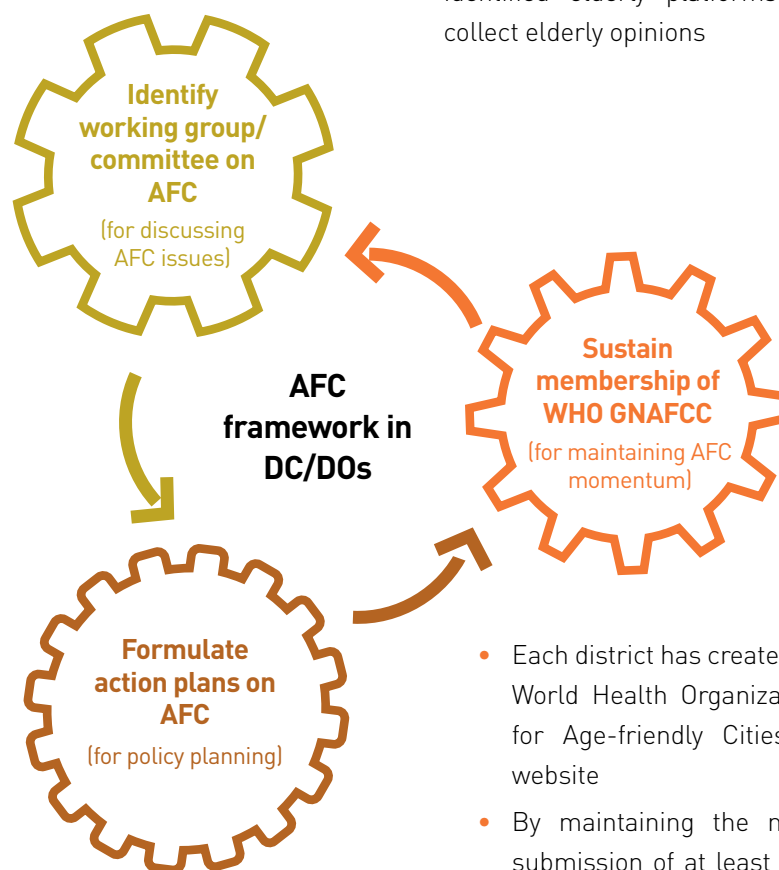 collect elderly opinions
Identify
working group/
committee on
AFC
(for discussing
AFC issues)
AFC
framework in
DC/DOs
Sustain
membership of
WHO GNAFCC
(for maintaining AFC
momentum)
Formulate
action plans on
AFC
(for policy planning)
• Each district has create
World Health Organiza
for Age-friendly Cities
website
• By maintaining the
submission of at least